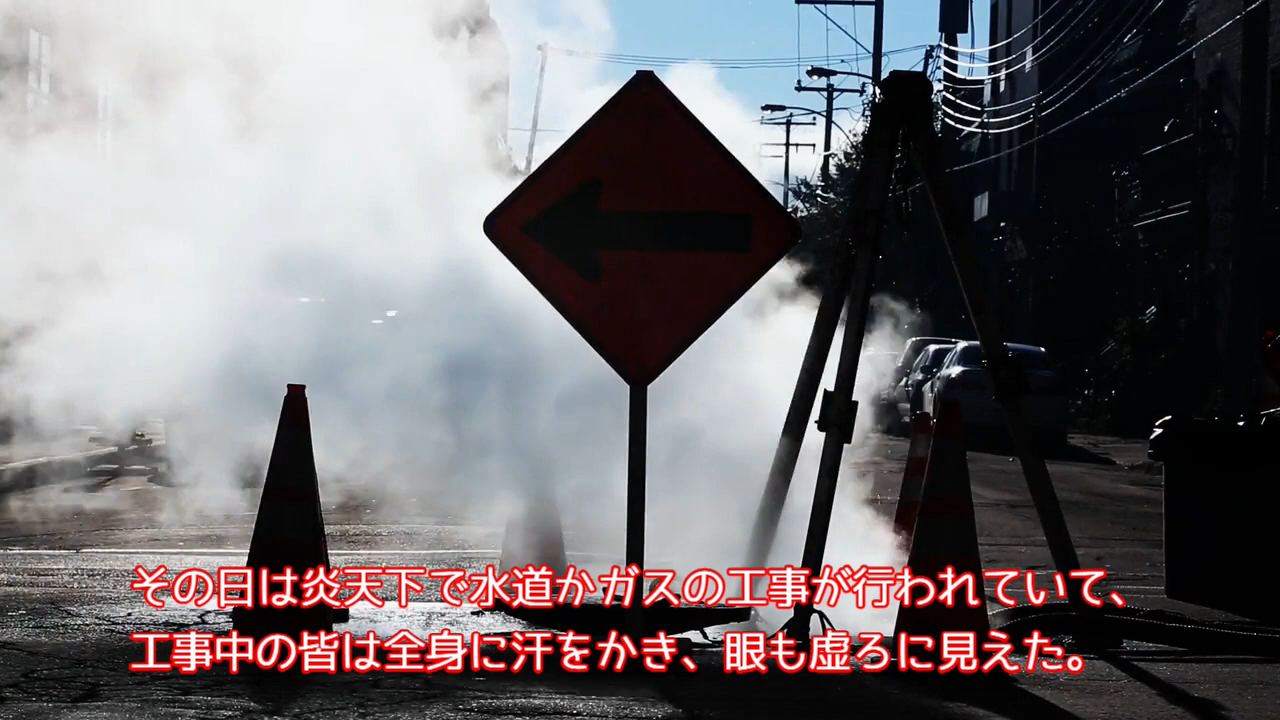 その日は炎天下で水道かガスの工事が行われていて、
工事中の皆は全身に汗をかき、眼も虚ろに見えた。